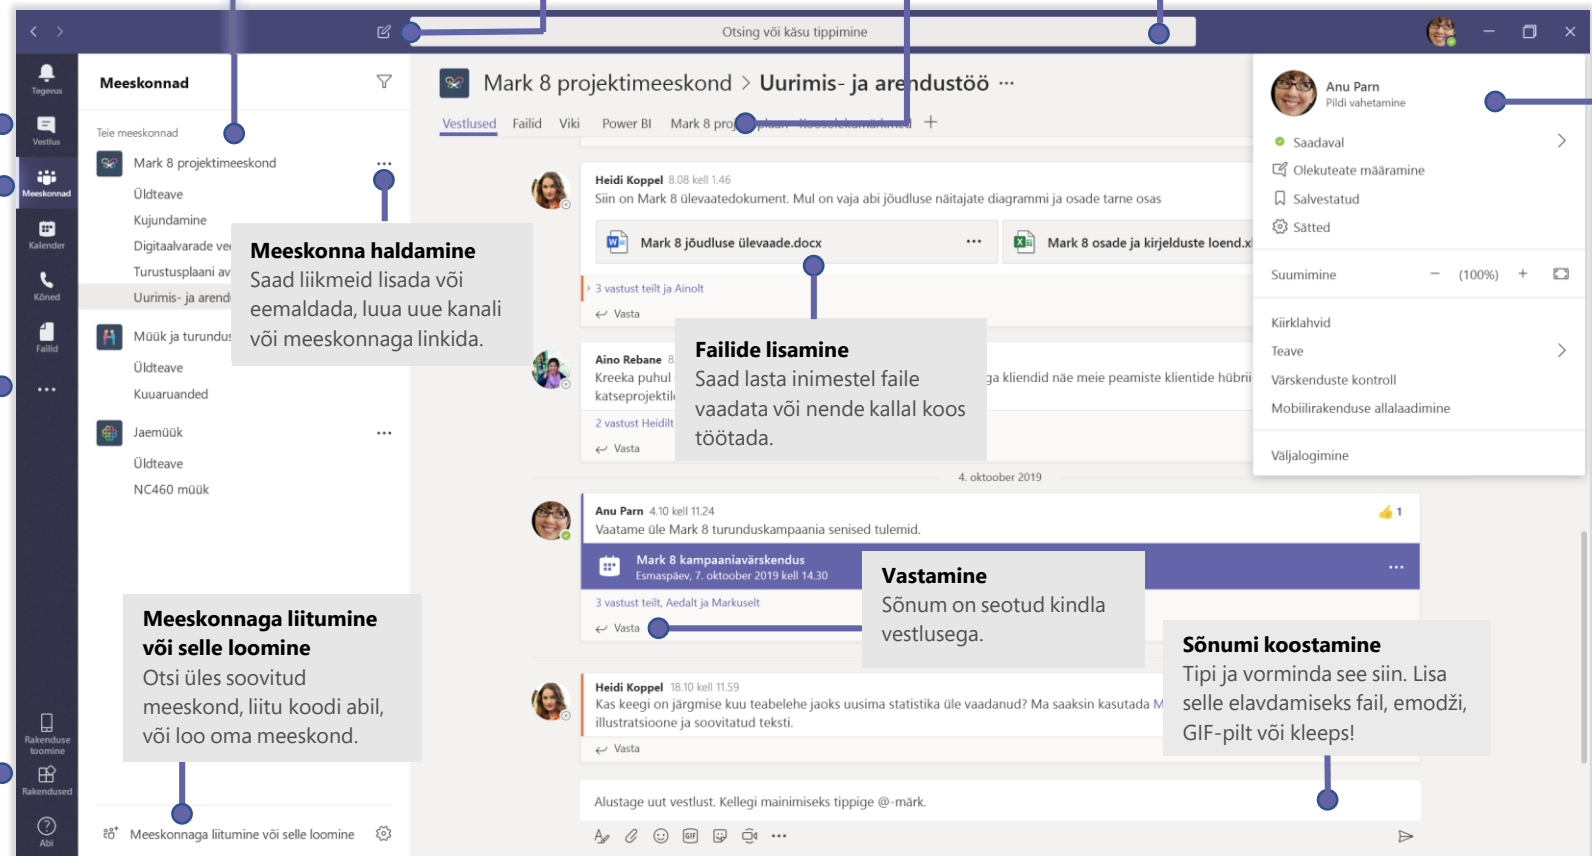 Otsing või käsu tippimine
Tegevus
Vestlus
Meeskonnad
Kalender
Kõned
Failid
Rakenduse
toomine
Rakendused
Abi
Meeskonnad
Teie meeskonnad
Mark 8 projektimeeskond
Üldteave
Kujundamine
Digitaalvarade
Turustusplaani
Uurimis- ja
Müük ja turundus
Üldteave
Kuuaruanded
Jaemüük
Üldteave
NC460 müük
Meeskonnaga liitumine või selle loomine
Meeskonna haldamine
Saad liikmeid lisada või
eemaldada, luua uue kanali
või meeskonnaga linkida.
Meeskonnaga liitumine
või selle loomine
Otsi üles soovitud
meeskond, liitu koodi abil,
või loo oma meeskond.
Mark 8 projektimeeskond > Uurimis- ja arendustöö ···
Vestlused Failid Viki Power BI Mark 8 +
Heidi Koppel 8.08 kell 1.46
Siin on Mark 8 ülevaatedokument. Mul on vaja abi jõudluse näitajate diagrammi ja osade tarne osas
Mark 8 jõudluse ülevaade.docx ···
Mark 8 osade ja kirjelduste
3 vastust teilt ja Ainolt
Vasta
Failide lisamine
Saad lasta inimestel faile
vaadata või nende kallal koos
töötada.
Aino Rebane
Kreeka puhul kliendid näe meie peamiste klientide
2 vastust Heidilt
Vasta
4. oktoober 2019
Anu Parn 4.10 kell 11.24
Vaatame üle Mark 8 turunduskampaania senised tulemid.
👍 1
Mark 8 kampaaniavärskendus
Esmaspäev, 7. oktoober 2019 kell 14.30
3 vastust teilt, Aedalt ja Markuselt
Vasta
Vastamine
Sõnum on seotud kindla
vestlusega.
Heidi Koppel 18.10 kell 11.59
Kas keegi on järgmise kuu teabelehe jaoks uusima statistika üle vaadanud? Ma saaksin kasutada
illustratsioone ja soovitatud teksti.
Vasta
Sõnumi koostamine
Tipi ja vorminda see siin. Lisa
selle elavdamiseks fail, emodži,
GIF-pilt või kleeps!
Alustage uut vestlust. Kellegi mainimiseks tippige @-märk.
GIF
Anu Parn
Pildi vahetamine
Saadaval
Olekuteate määramine
Salvestatud
Sätted
Suumimine − (100%) +
Kiirklahvid
Teave
Värskenduste kontroll
Mobiilirakenduse allalaadimine
Väljalogimine